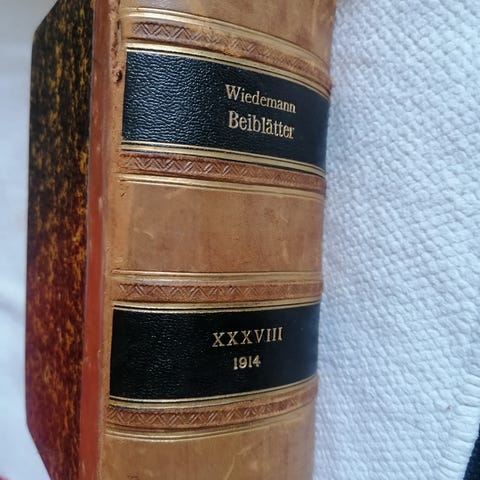 Wiedemann
Beiblätter
XXXVIII
1914